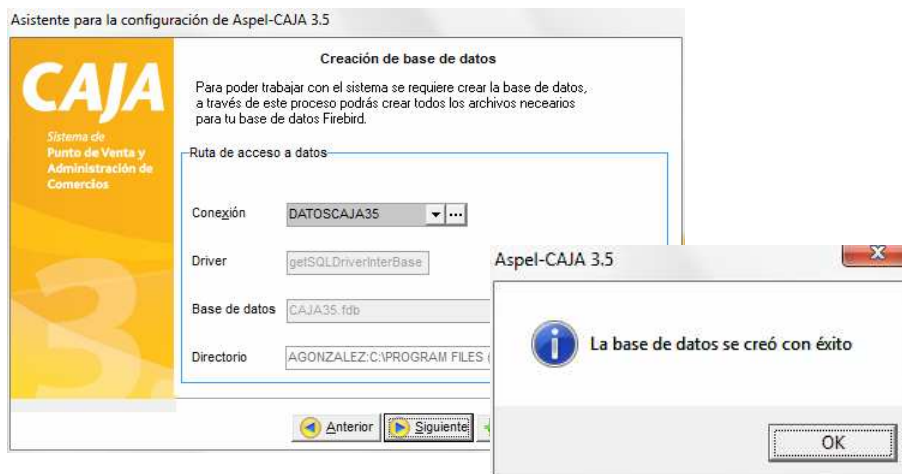 Asistente para la configuración de Aspel-CAJA 3.5
Creación de base de datos
CAJA
Para poder trabajar con el sistema se requiere crear la base de datos,
a través de este proceso podrás crear todos los archivos necearios
para tu base de datos Firebird.
Sistema de
Punto de Venta y
Administración de
Comercios
Ruta de acceso a datos
Conexión DATOSCAJA35
Driver getSQLDriverInterBase
Base de datos CAJA35.fdb
Directorio AGONZALEZ:C:\PROGRAM FILES (
3.
Anterior Siguiente
Aspel-CAJA 3.5
La base de datos se creó con éxito
OK